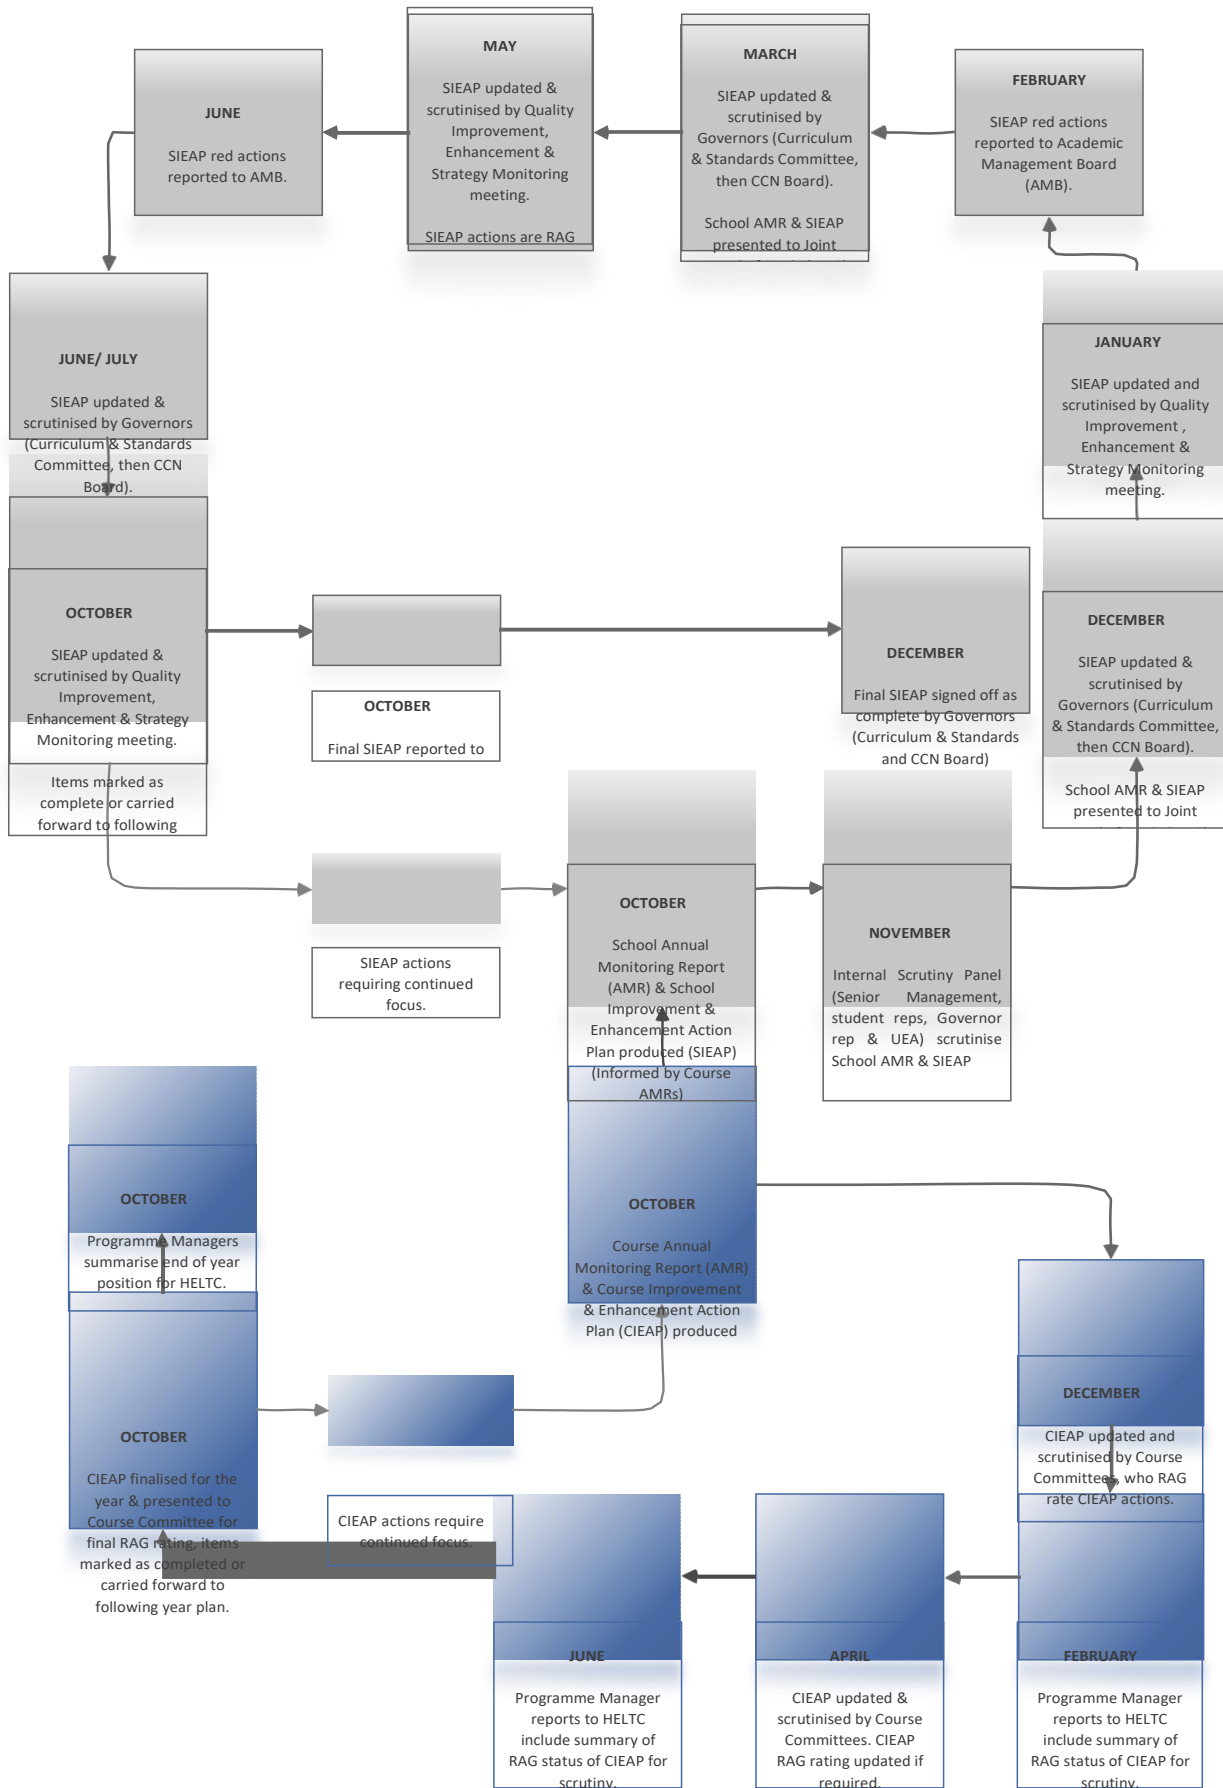 MAY
SIEAP updated &
scrutinised by Quality
Improvement,
Enhancement &
Strategy Monitoring
meeting.
SIEAP actions are RAG
MARCH
SIEAP updated &
scrutinised by
Governors (Curriculum
& Standards Committee,
then CCN Board).
School AMR & SIEAP
presented to Joint
FEBRUARY
SIEAP red actions
reported to Academic
Management Board
(AMB).
JUNE
SIEAP red actions
reported to AMB.
JUNE/ JULY
SIEAP updated &
scrutinised by Governors
(Curriculum & Standards
Committee, then CCN
Board).
JANUARY
SIEAP updated and
scrutinised by Quality
Improvement ,
Enhancement &
Strategy Monitoring
meeting.
OCTOBER
SIEAP updated &
scrutinised by Quality
Improvement,
Enhancement & Strategy
Monitoring meeting.
Items marked as
complete or carried
forward to following
OCTOBER
Final SIEAP reported to
DECEMBER
Final SIEAP signed off as
complete by Governors
(Curriculum & Standards
and CCN Board)
DECEMBER
SIEAP updated &
scrutinised by
Governors (Curriculum
& Standards Committee,
then CCN Board).
School AMR & SIEAP
presented to Joint
SIEAP actions
requiring continued
focus.
OCTOBER
School Annual
Monitoring Report
(AMR) & School
Improvement &
Enhancement Action
Plan produced (SIEAP)
(Informed by Course
AMRs)
NOVEMBER
Internal Scrutiny Panel
(Senior Management,
student reps, Governor
rep & UEA) scrutinise
School AMR & SIEAP
OCTOBER
Programme Managers
summarise end of year
position for HELTC.
OCTOBER
Course Annual
Monitoring Report (AMR)
& Course Improvement
& Enhancement Action
Plan (CIEAP) produced
OCTOBER
CIEAP finalised for the
year & presented to
Course Committee for
final RAG rating, items
marked as completed or
carried forward to
following year plan.
CIEAP actions require
continued focus.
DECEMBER
CIEAP updated and
scrutinised by Course
Committees, who RAG
rate CIEAP actions.
JUNE
Programme Manager
reports to HELTC
include summary of
RAG status of CIEAP for
scrutiny.
APRIL
CIEAP updated &
scrutinised by Course
Committees. CIEAP
RAG rating updated if
required.
FEBRUARY
Programme Manager
reports to HELTC
include summary of
RAG status of CIEAP for
scrutiny.